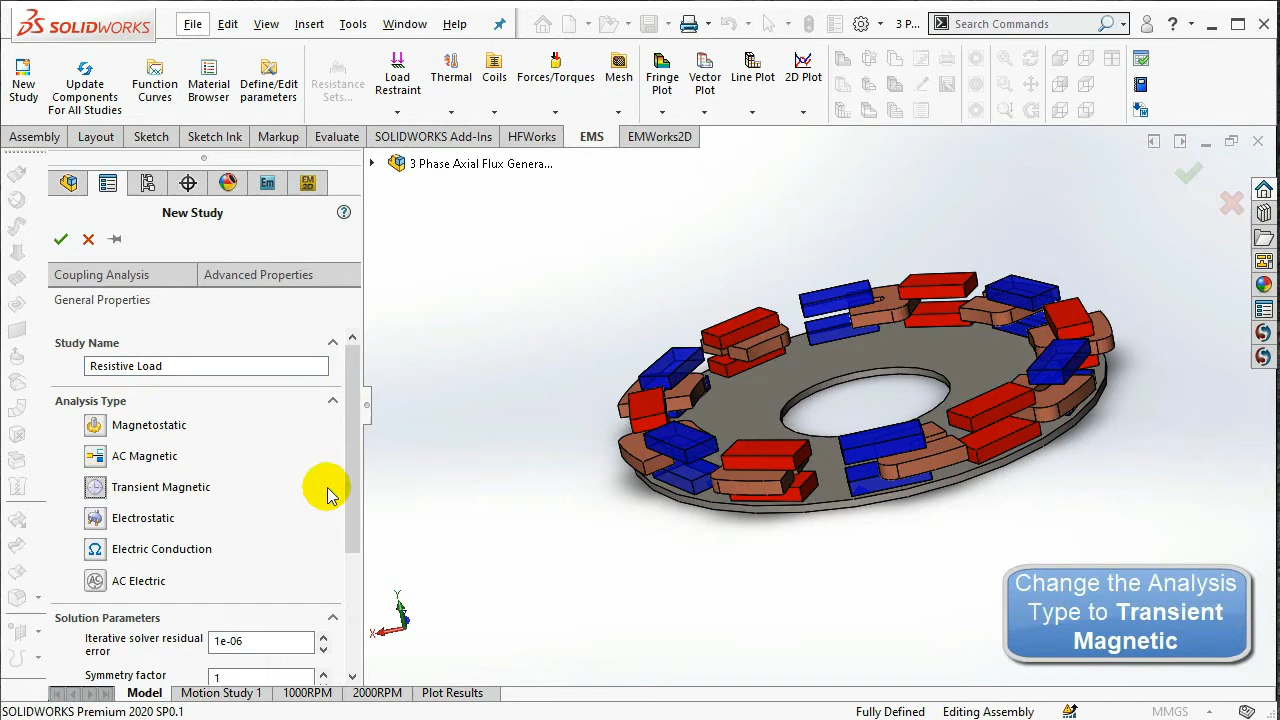 SOLIDWORKS
File Edit View Insert Tools Window Help
3 P... Search Commands
New Study
Update Components For All Studies
Function Curves
Material Browser
Define/Edit parameters
Resistance Sets...
Load Restraint
Thermal
Coils
Forces/Torques
Mesh
Fringe Plot
Vector Plot
Line Plot
2D Plot
Assembly Layout Sketch Sketch Ink Markup Evaluate SOLIDWORKS Add-Ins HFWorks EMS EMWorks2D
3 Phase Axial Flux Genera...
Em
EM 2D
New Study
Coupling Analysis Advanced Properties
General Properties
Study Name
Resistive Load
Analysis Type
Magnetostatic
AC Magnetic
Transient Magnetic
Electrostatic
Electric Conduction
AC Electric
Solution Parameters
Iterative solver residual
error
1e-06
Symmetry factor 1
Y
X
Change the Analysis
Type to Transient
Magnetic
Model Motion Study 1 1000RPM 2000RPM Plot Results
SOLIDWORKS Premium 2020 SP0.1 Fully Defined Editing Assembly MMGS